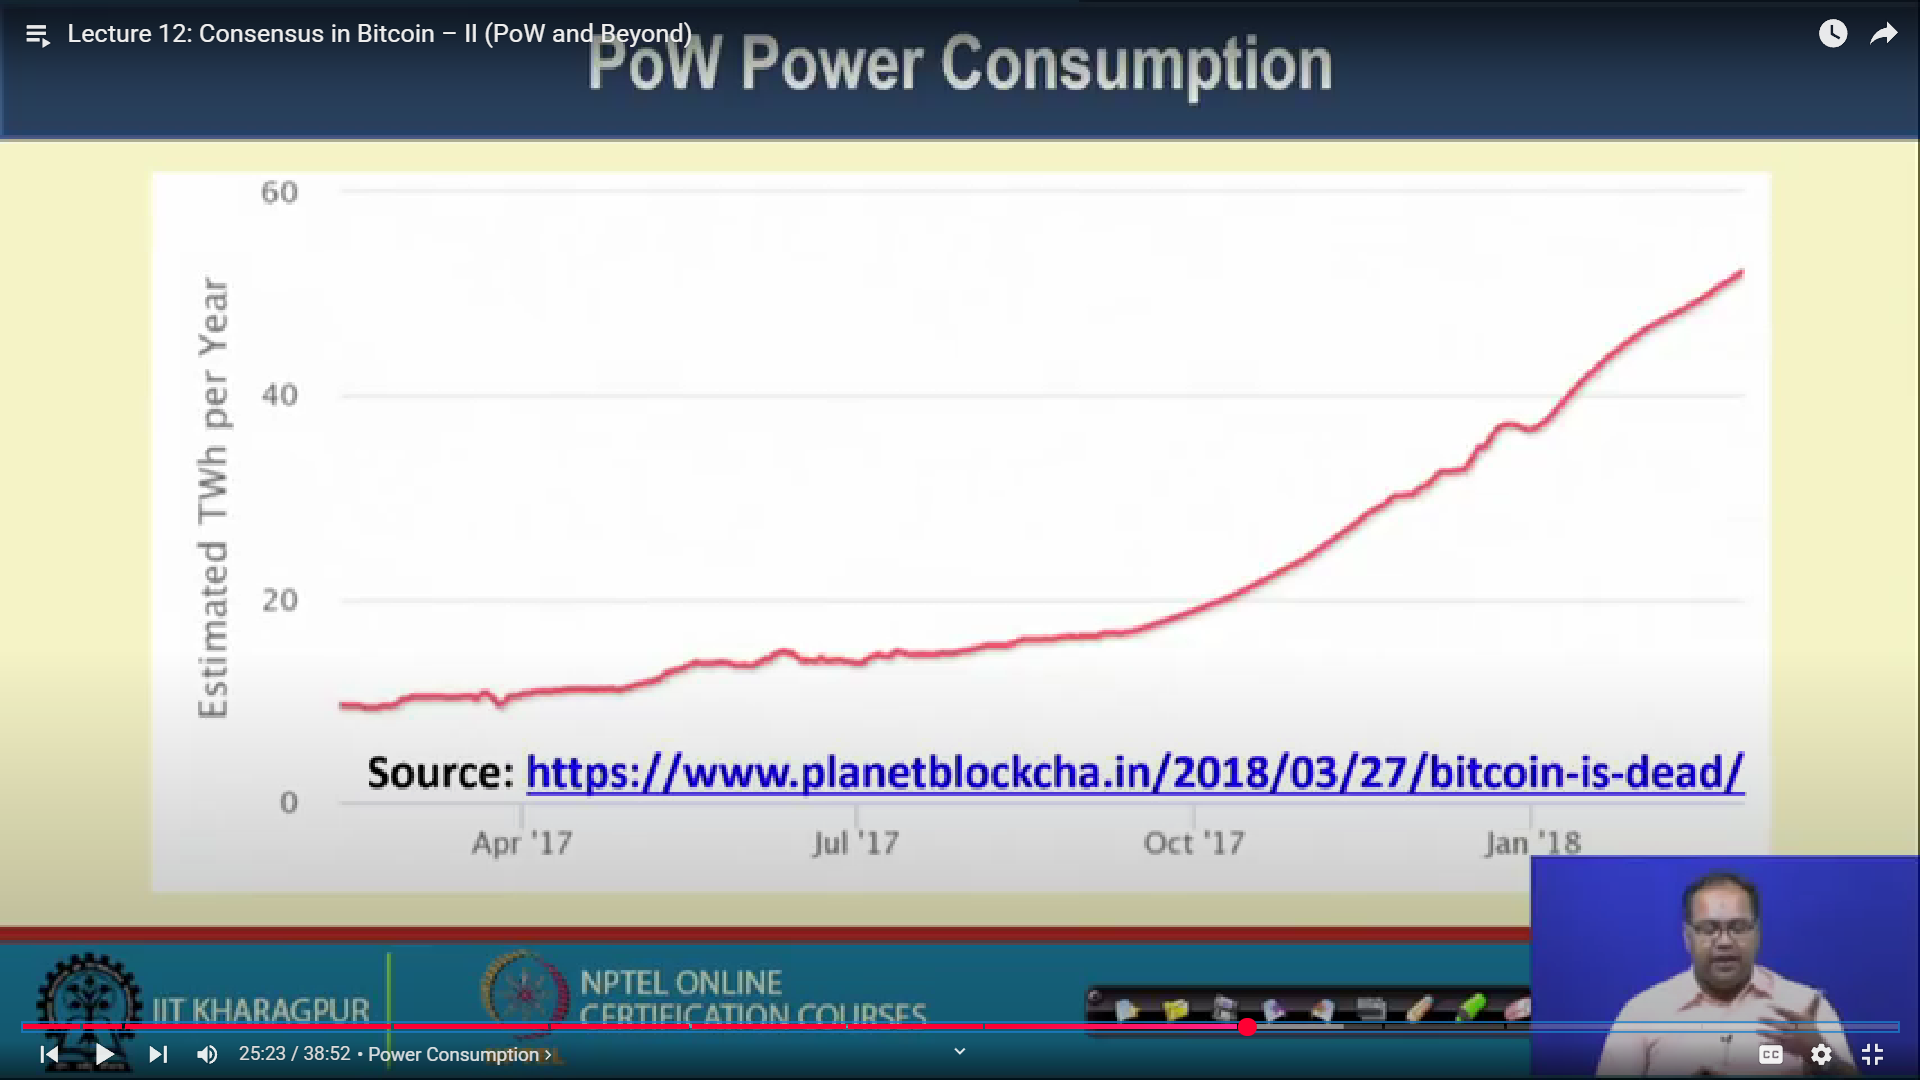 Lecture 12: Consensus in Bitcoin – II (PoW and Beyond)
PoW Power Consumption
60
40
20
0
Estimated TWh per Year
Source: https://www.planetblockcha.in/2018/03/27/bitcoin-is-dead/
Apr '17
Jul '17
Oct '17
Jan '18
IIT KHARAGPUR
NPTEL ONLINE
CERTIFICATION COURSES
NPTEL
25:23 / 38:52 • Power Consumption ›
CC